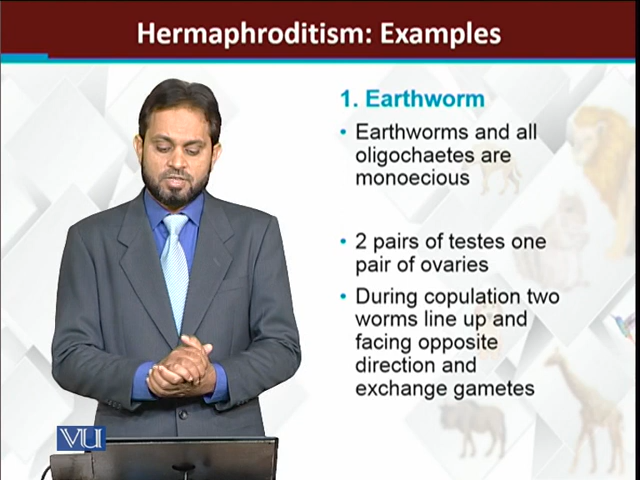 Hermaphroditism: Examples
1. Earthworm
• Earthworms and all
oligochaetes are
monoecious
• 2 pairs of testes one
pair of ovaries
• During copulation two
worms line up and
facing opposite
direction and
exchange gametes
VU